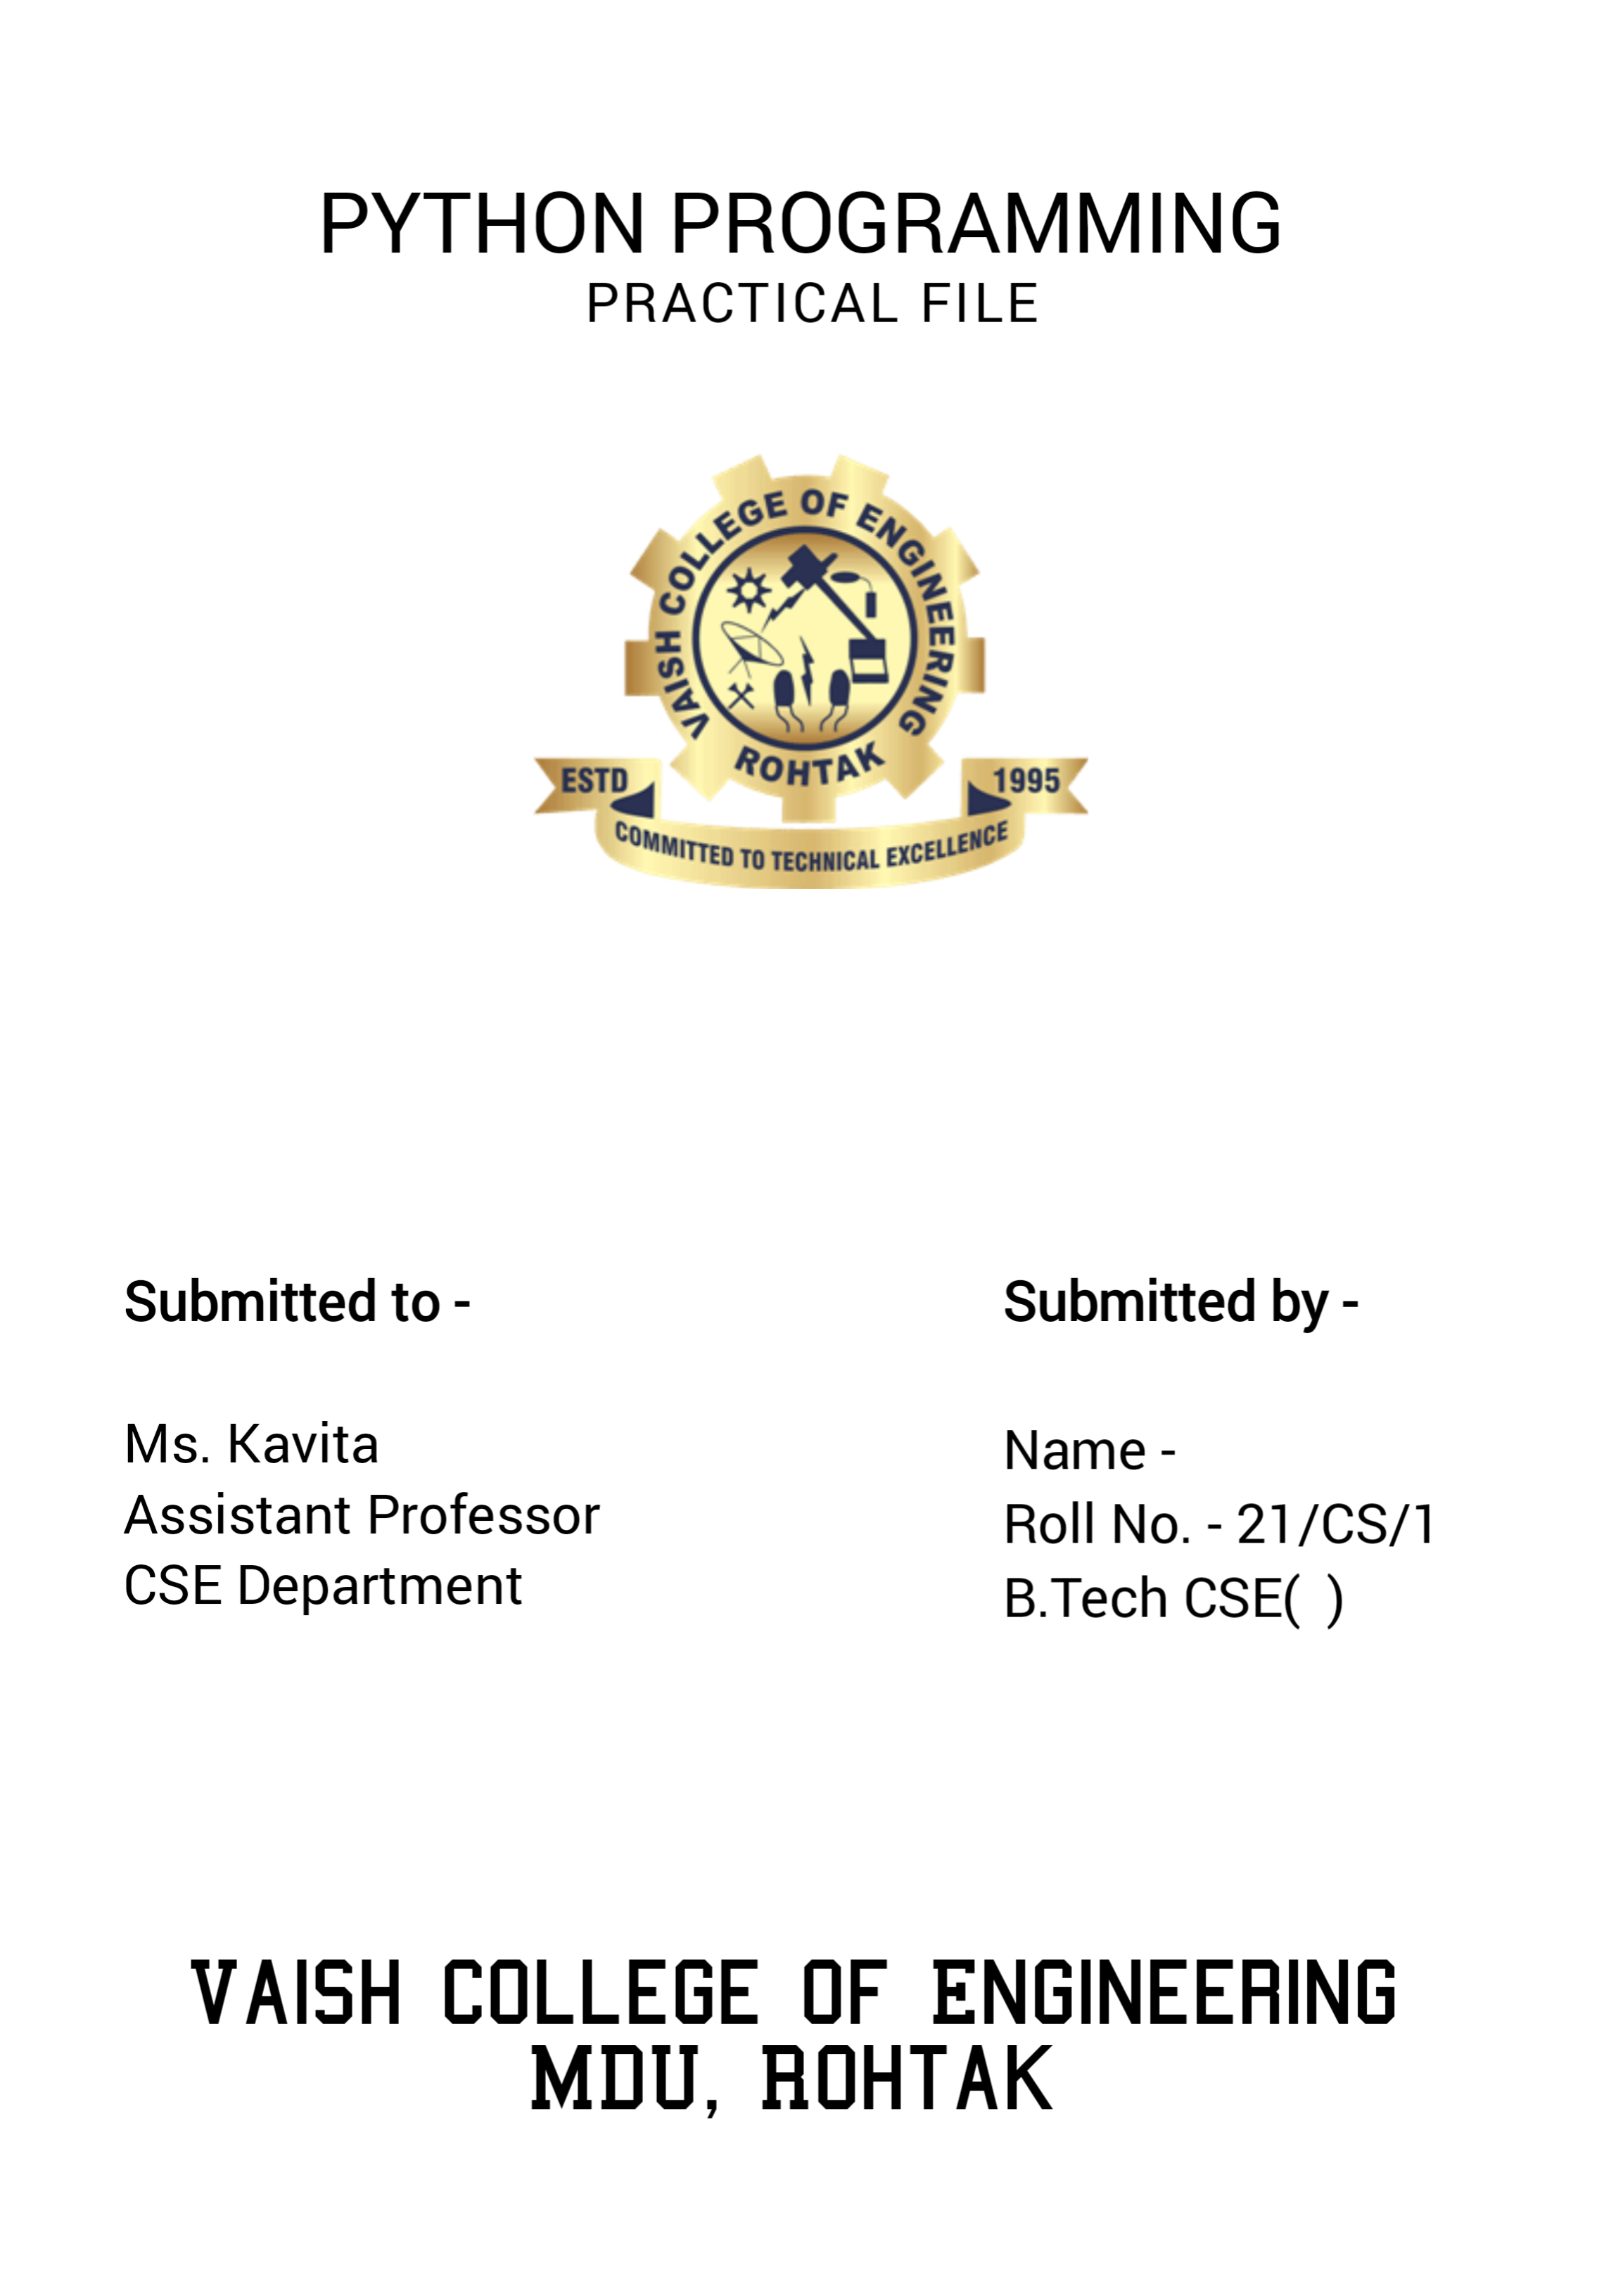 PYTHON PROGRAMMING
PRACTICAL FILE
VAISH COLLEGE OF ENGINEERING
ROHTAK
ESTD
1995
COMMITTED TO TECHNICAL EXCELLENCE
Submitted to -
Ms. Kavita
Assistant Professor
CSE Department
Submitted by -
Name -
Roll No. - 21/CS/1
B.Tech CSE(  )
VAISH COLLEGE OF ENGINEERING
MDU, ROHTAK